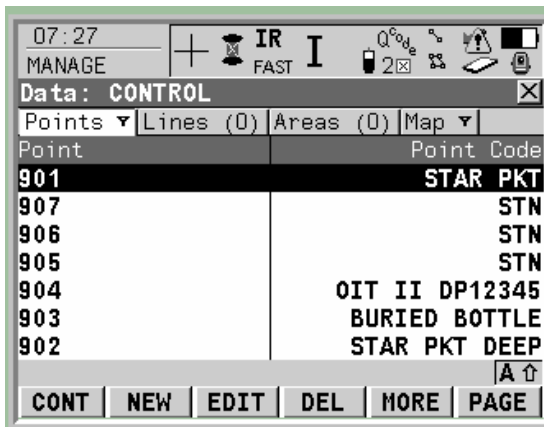 07:27
MANAGE
IR
FAST
I
Qcode
2
Data: CONTROL
Points Lines (0) Areas (0) Map
Point Point Code
901 STAR PKT
907 STN
906 STN
905 STN
904 OIT II DP12345
903 BURIED BOTTLE
902 STAR PKT DEEP
A
CONT NEW EDIT DEL MORE PAGE